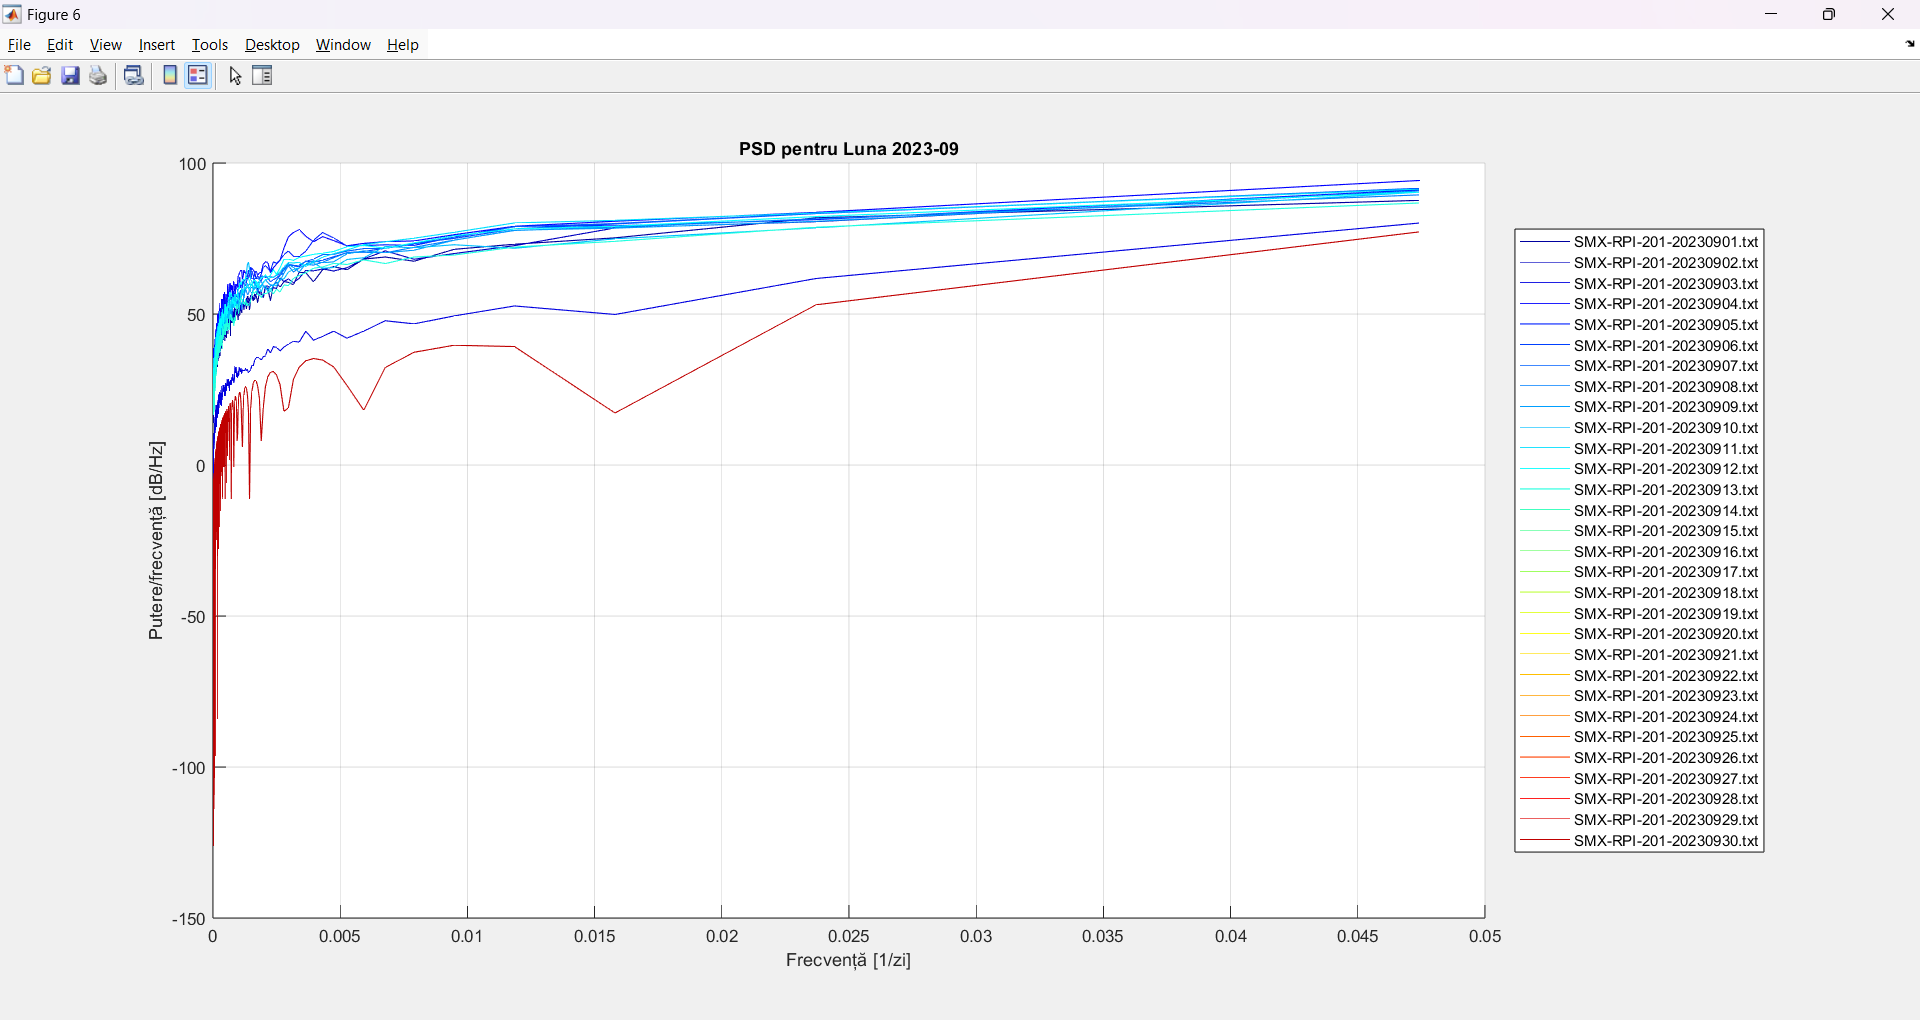 Figure 6
File Edit View Insert Tools Desktop Window Help
PSD pentru Luna 2023-09
100
50
0
-50
-100
-150
Putere/frecvență [dB/Hz]
0 0.005 0.01 0.015 0.02 0.025 0.03 0.035 0.04 0.045 0.05
Frecvență [1/zi]
SMX-RPI-201-20230901.txt
SMX-RPI-201-20230902.txt
SMX-RPI-201-20230903.txt
SMX-RPI-201-20230904.txt
SMX-RPI-201-20230905.txt
SMX-RPI-201-20230906.txt
SMX-RPI-201-20230907.txt
SMX-RPI-201-20230908.txt
SMX-RPI-201-20230909.txt
SMX-RPI-201-20230910.txt
SMX-RPI-201-20230911.txt
SMX-RPI-201-20230912.txt
SMX-RPI-201-20230913.txt
SMX-RPI-201-20230914.txt
SMX-RPI-201-20230915.txt
SMX-RPI-201-20230916.txt
SMX-RPI-201-20230917.txt
SMX-RPI-201-20230918.txt
SMX-RPI-201-20230919.txt
SMX-RPI-201-20230920.txt
SMX-RPI-201-20230921.txt
SMX-RPI-201-20230922.txt
SMX-RPI-201-20230923.txt
SMX-RPI-201-20230924.txt
SMX-RPI-201-20230925.txt
SMX-RPI-201-20230926.txt
SMX-RPI-201-20230927.txt
SMX-RPI-201-20230928.txt
SMX-RPI-201-20230929.txt
SMX-RPI-201-20230930.txt